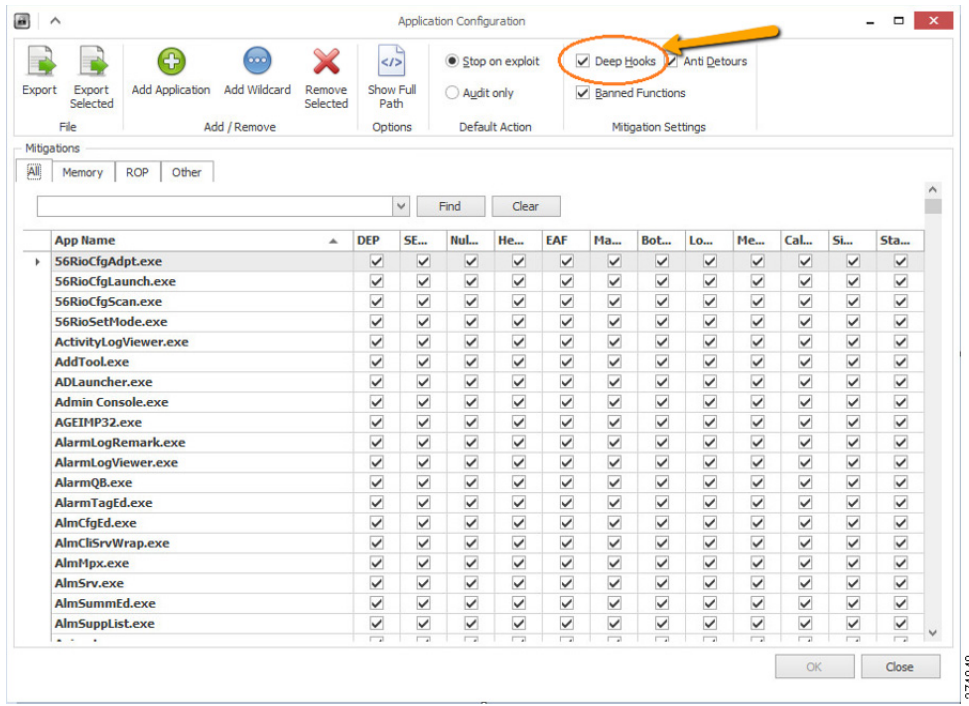 Application Configuration
Export
Export Selected
Add Application
Add Wildcard
Remove Selected
Show Full Path
Stop on exploit
Audit only
Deep Hooks
Anti Detours
Banned Functions
File
Add / Remove
Options
Default Action
Mitigation Settings
Mitigations
All Memory ROP Other
Find Clear
App Name DEP SE... Nul... He... EAF Ma... Bot... Lo... Me... Cal... Si... Sta...
56RioCfgAdpt.exe
56RioCfgLaunch.exe
56RioCfgScan.exe
56RioSetMode.exe
ActivityLogViewer.exe
AddTool.exe
ADLauncher.exe
Admin Console.exe
AGEIMP32.exe
AlarmLogRemark.exe
AlarmLogViewer.exe
AlarmQB.exe
AlarmTagEd.exe
AlmCfgEd.exe
AlmCliSrvWrap.exe
AlmMpx.exe
AlmSrv.exe
AlmSummEd.exe
AlmSuppList.exe
OK Close